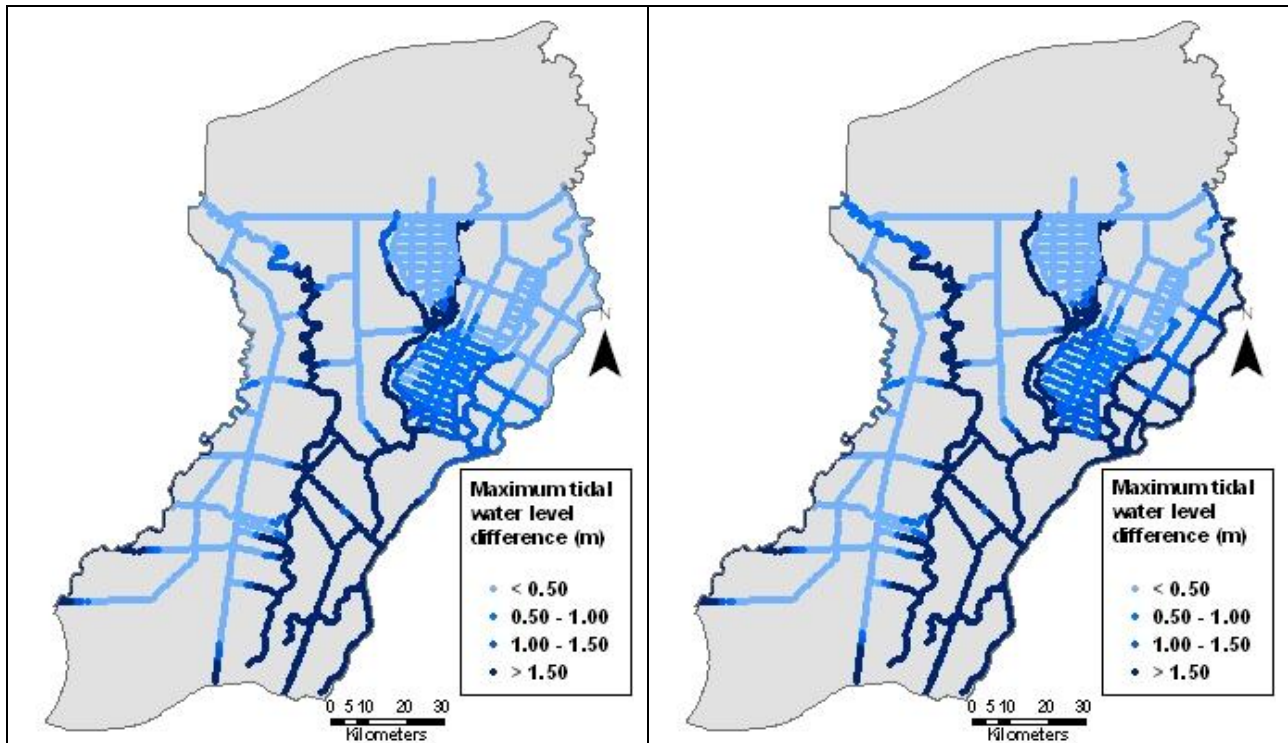 N
Maximum tidal
water level
difference (m)
< 0.50
0.50 - 1.00
1.00 - 1.50
> 1.50
0 5 10 20 30
Kilometers
N
Maximum tidal
water level
difference (m)
< 0.50
0.50 - 1.00
1.00 - 1.50
> 1.50
0 5 10 20 30
Kilometers